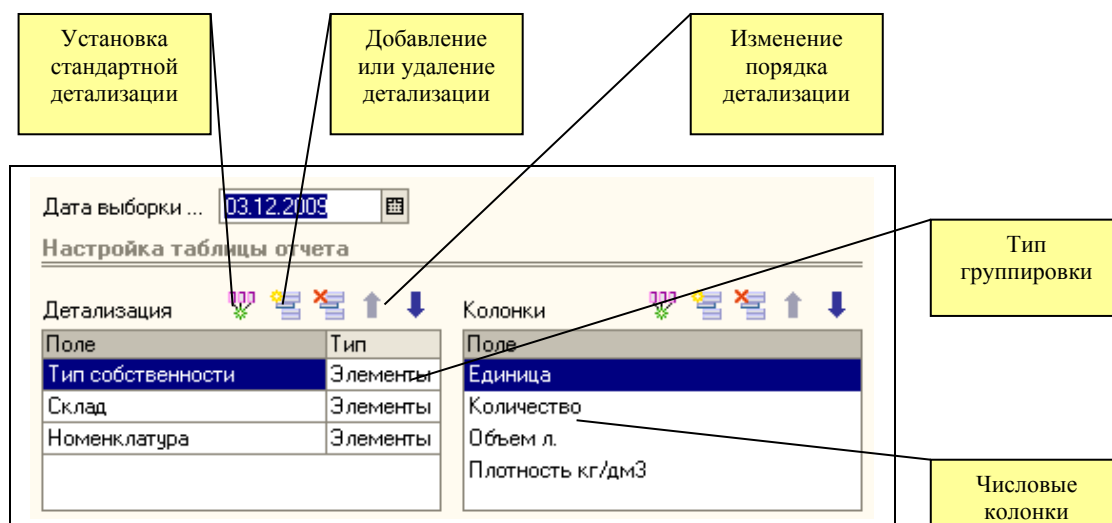 Установка
стандартной
детализации
Добавление
или удаление
детализации
Изменение
порядка
детализации
Дата выборки ... 03.12.2009
Настройка таблицы отчета
Тип
группировки
Детализация
Колонки
Поле Тип
Поле
Тип собственности Элементы
Единица
Склад Элементы
Количество
Номенклатура Элементы
Объем л.
Плотность кг/дм3
Числовые
колонки